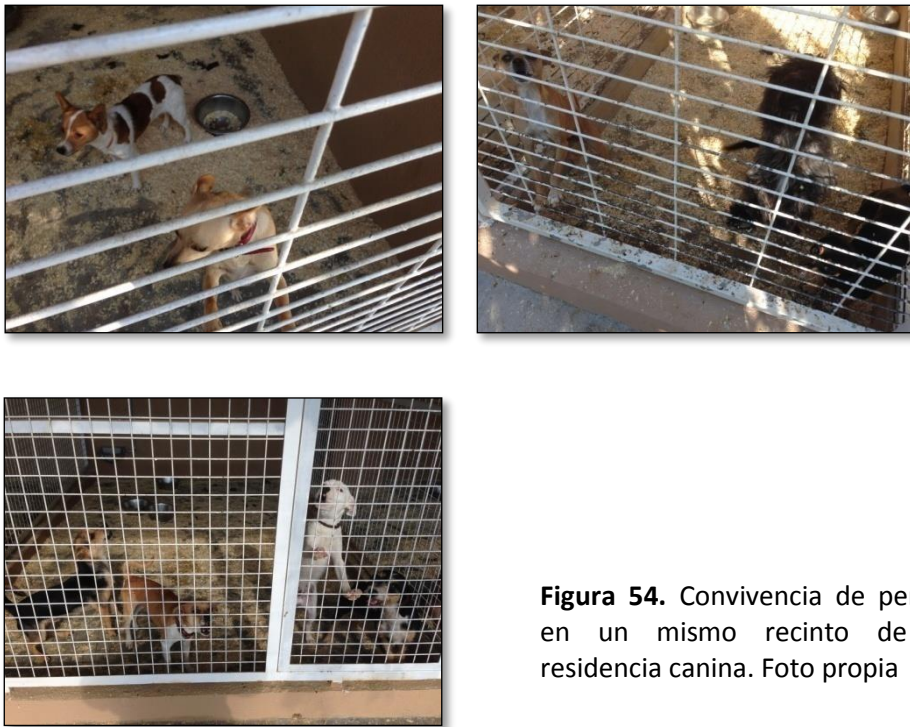 Figura 54. Convivencia de pe
en un mismo recinto de
residencia canina. Foto propia